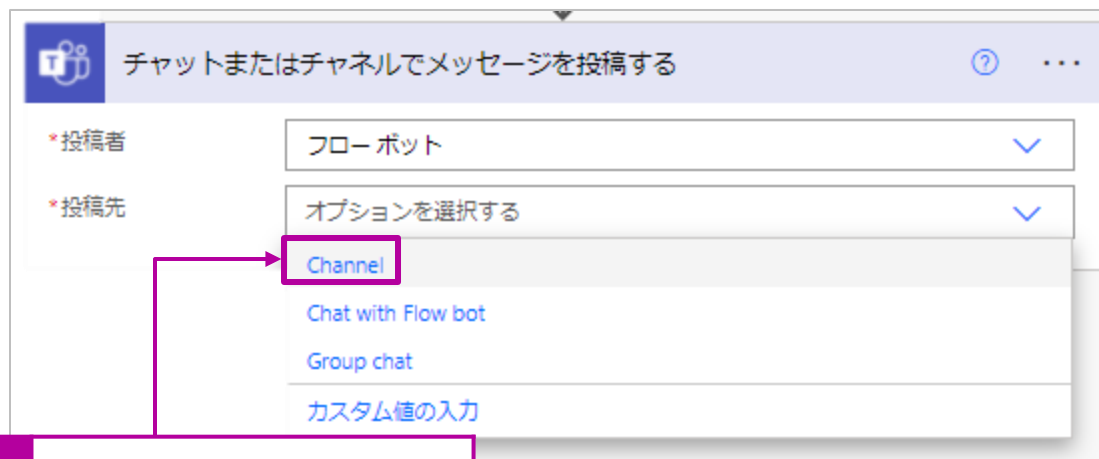 チャットまたはチャネルでメッセージを投稿する
*投稿者 フロー ボット
*投稿先 オプションを選択する
Channel
Chat with Flow bot
Group chat
カスタム値の入力